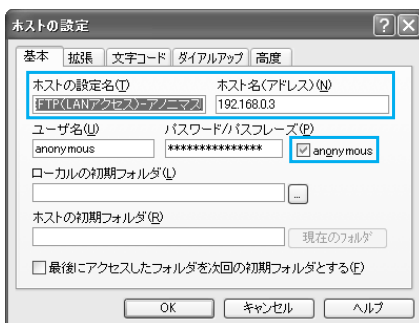 ホストの設定
基本 拡張 文字コード ダイアルアップ 高度
ホストの設定名(T) ホスト名(アドレス)(N)
FTP(LANアクセス)-アノニマス 192.168.0.3
ユーザ名(U) パスワード/パスフレーズ(P)
anonymous *************** anonymous
ローカルの初期フォルダ(L)
...
ホストの初期フォルダ(R)
現在のフォルダ
最後にアクセスしたフォルダを次回の初期フォルダとする(F)
OK キャンセル ヘルプ